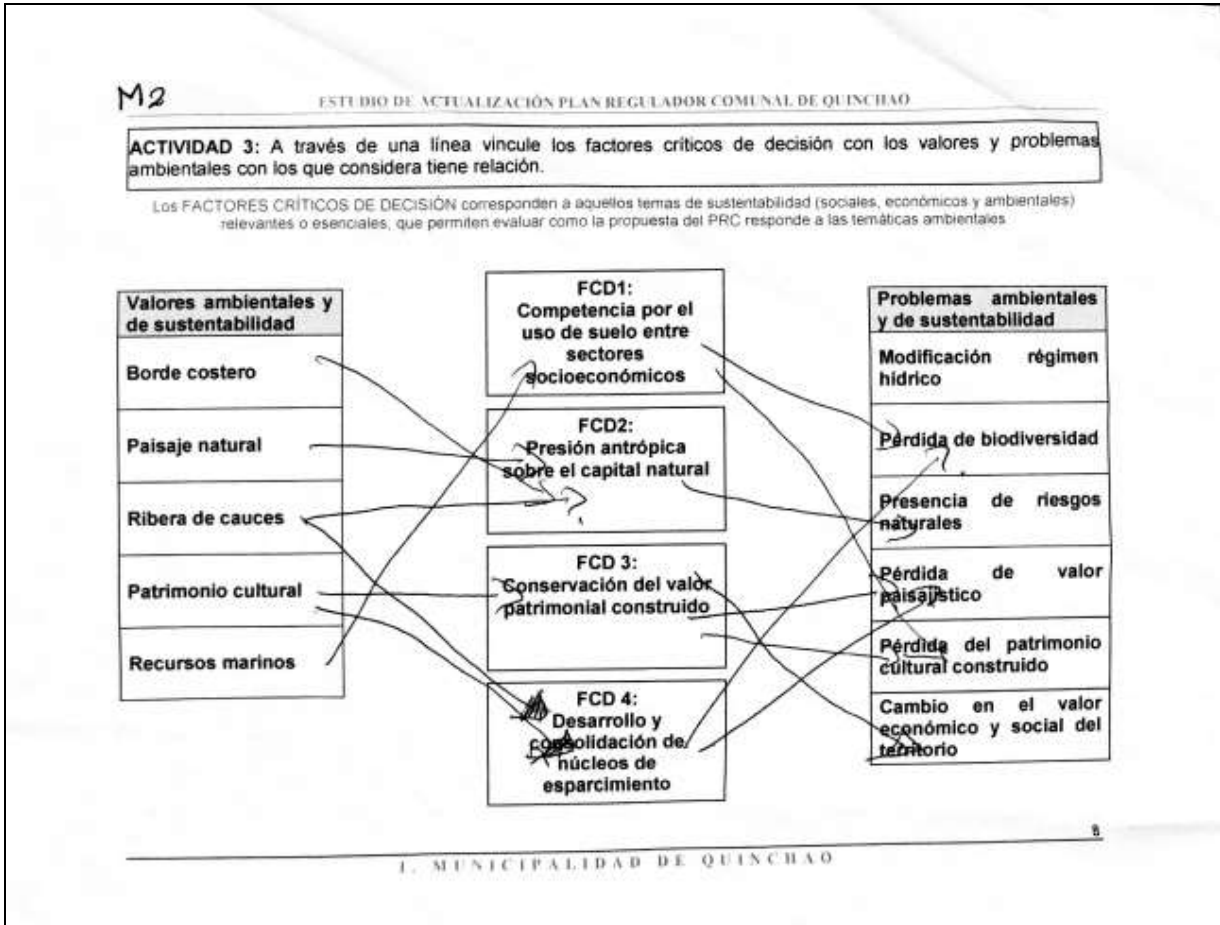 M2
ESTUDIO DE ACTUALIZACIÓN PLAN REGULADOR COMUNAL DE QUINCHAO
ACTIVIDAD 3: A través de una línea vincule los factores críticos de decisión con los valores y problemas
ambientales con los que considera tiene relación.
Los FACTORES CRÍTICOS DE DECISIÓN corresponden a aquellos temas de sustentabilidad (sociales, económicos y ambientales)
relevantes o esenciales, que permiten evaluar como la propuesta del PRC responde a las temáticas ambientales
Valores ambientales y
de sustentabilidad
Borde costero
Paisaje natural
Ribera de cauces
Patrimonio cultural
Recursos marinos
FCD1:
Competencia por el
uso de suelo entre
sectores
socioeconómicos
FCD2:
Presión antrópica
sobre el capital natural
FCD 3:
Conservación del valor
patrimonial construido
FCD 4:
Desarrollo y
consolidación de
núcleos de
esparcimiento
Problemas ambientales
y de sustentabilidad
Modificación régimen
hídrico
Pérdida de biodiversidad
Presencia de riesgos
naturales
Pérdida de valor
paisajístico
Pérdida del patrimonio
cultural construido
Cambio en el valor
económico y social del
territorio
8
I. MUNICIPALIDAD DE QUINCHAO